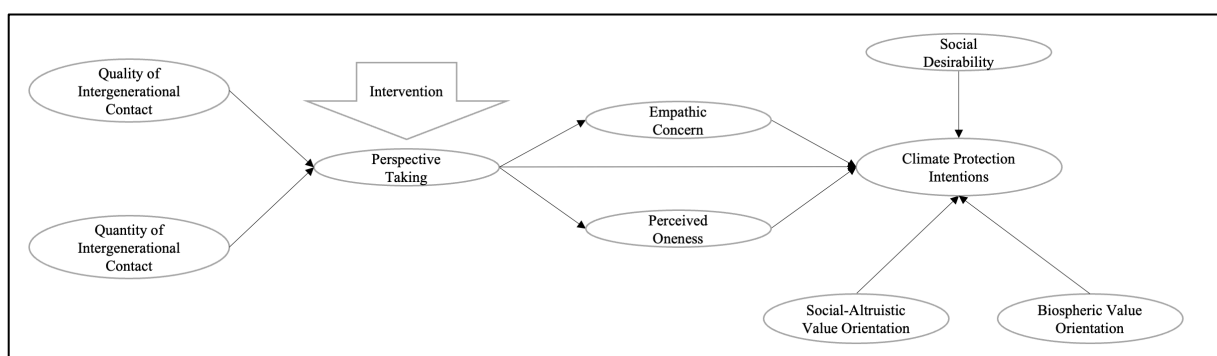 Quality of
Intergenerational
Contact
Quantity of
Intergenerational
Contact
Intervention
Perspective
Taking
Empathic
Concern
Perceived
Oneness
Social
Desirability
Climate Protection
Intentions
Social-Altruistic
Value Orientation
Biospheric Value
Orientation